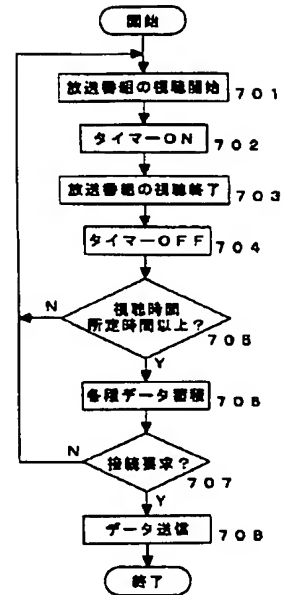 開始
放送番組の視聴開始 701
タイマーON 702
放送番組の視聴終了 703
タイマーOFF 704
視聴時間
所定時間以上?
N
705
Y
各種データ蓄積 706
接続要求?
N
707
Y
データ送信 708
終了